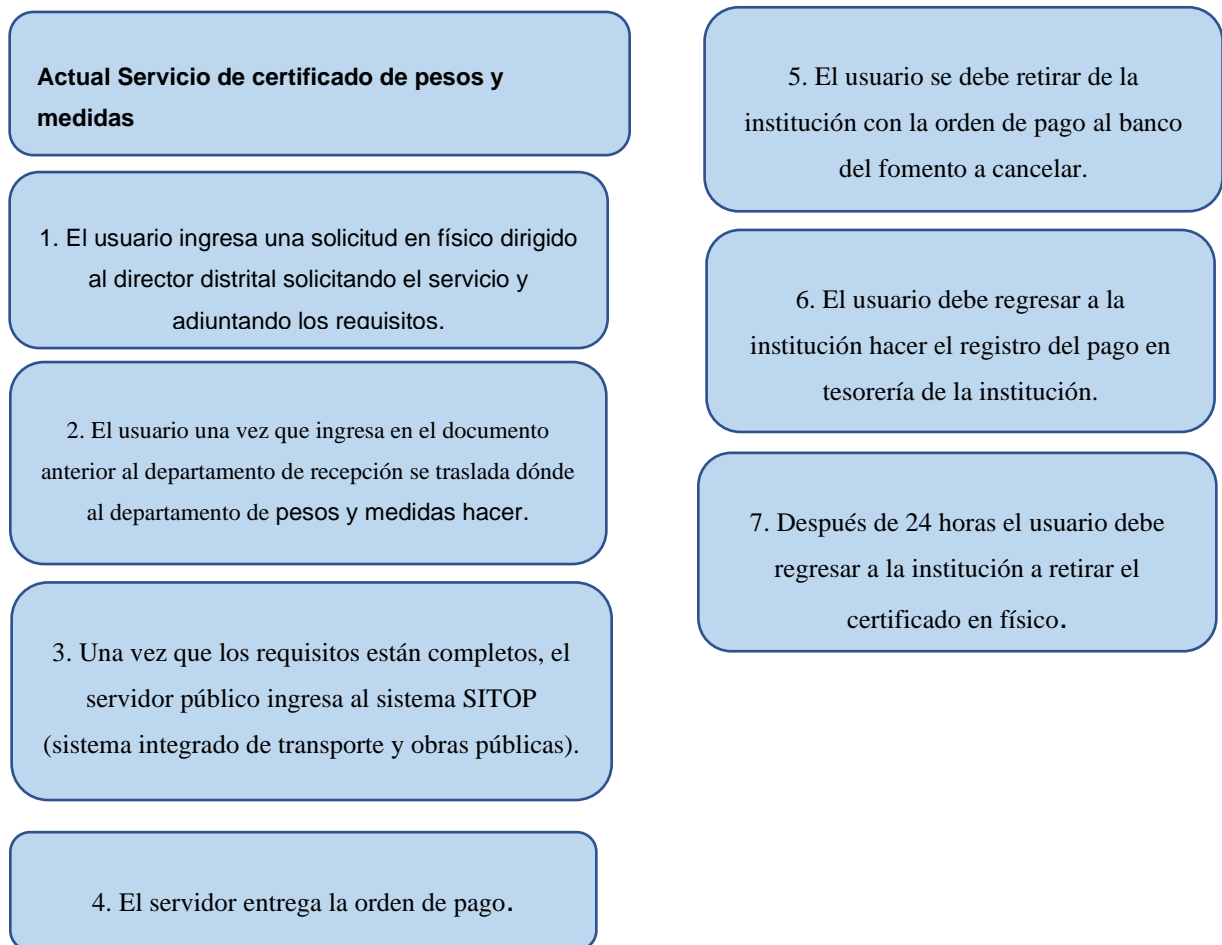 Actual Servicio de certificado de pesos y
medidas
1. El usuario ingresa una solicitud en físico dirigido
al director distrital solicitando el servicio y
adjuntando los requisitos.
2. El usuario una vez que ingresa en el documento
anterior al departamento de recepción se traslada dónde
al departamento de pesos y medidas hacer.
3. Una vez que los requisitos están completos, el
servidor público ingresa al sistema SITOP
(sistema integrado de transporte y obras públicas).
4. El servidor entrega la orden de pago.
5. El usuario se debe retirar de la
institución con la orden de pago al banco
del fomento a cancelar.
6. El usuario debe regresar a la
institución hacer el registro del pago en
tesorería de la institución.
7. Después de 24 horas el usuario debe
regresar a la institución a retirar el
certificado en físico.